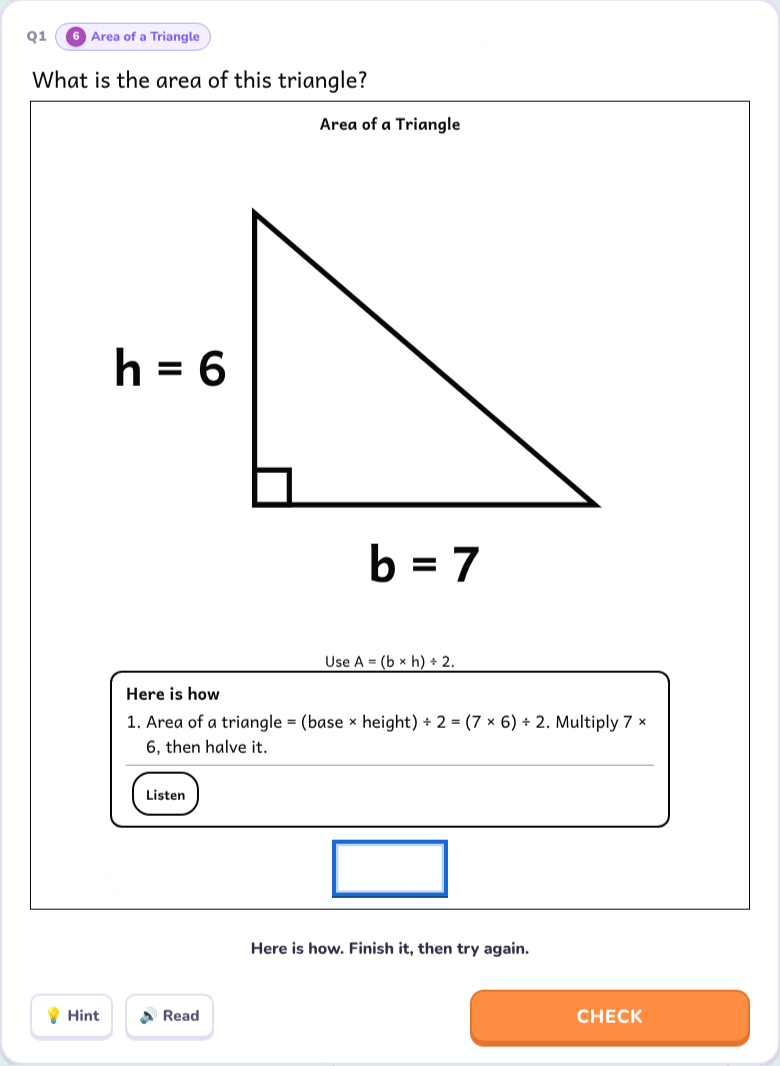 Q1 6 Area of a Triangle
What is the area of this triangle?
Area of a Triangle
h = 6
b = 7
Use A = (b × h) ÷ 2.
Here is how
1. Area of a triangle = (base × height) ÷ 2 = (7 × 6) ÷ 2. Multiply 7 ×
6, then halve it.
Listen
Here is how. Finish it, then try again.
💡 Hint 🔊 Read CHECK